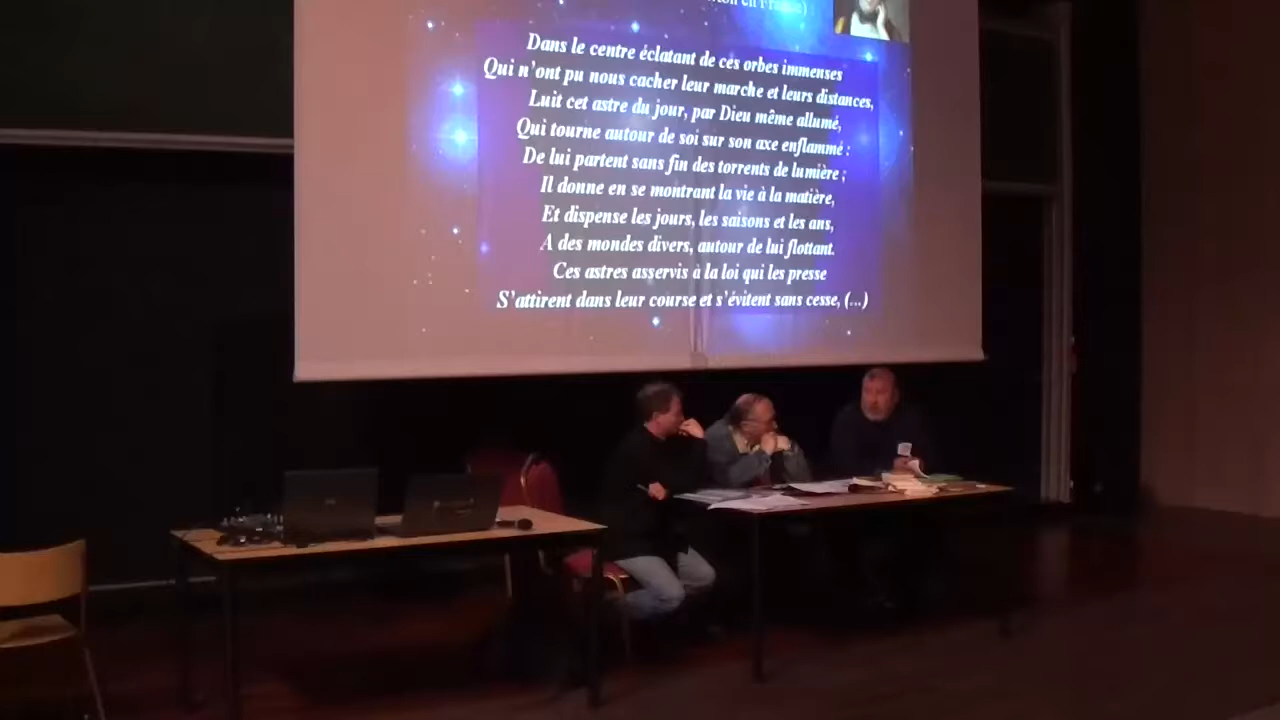 en France)
Dans le centre éclatant de ces orbes immenses
Qui n'ont pu nous cacher leur marche et leurs distances,
Luit cet astre du jour, par Dieu même allumé,
Qui tourne autour de soi sur son axe enflammé :
De lui partent sans fin des torrents de lumière ;
Il donne en se montrant la vie à la matière,
Et dispense les jours, les saisons et les ans,
A des mondes divers, autour de lui flottant.
Ces astres asservis à la loi qui les presse
S'attirent dans leur course et s'évitent sans cesse, (...)